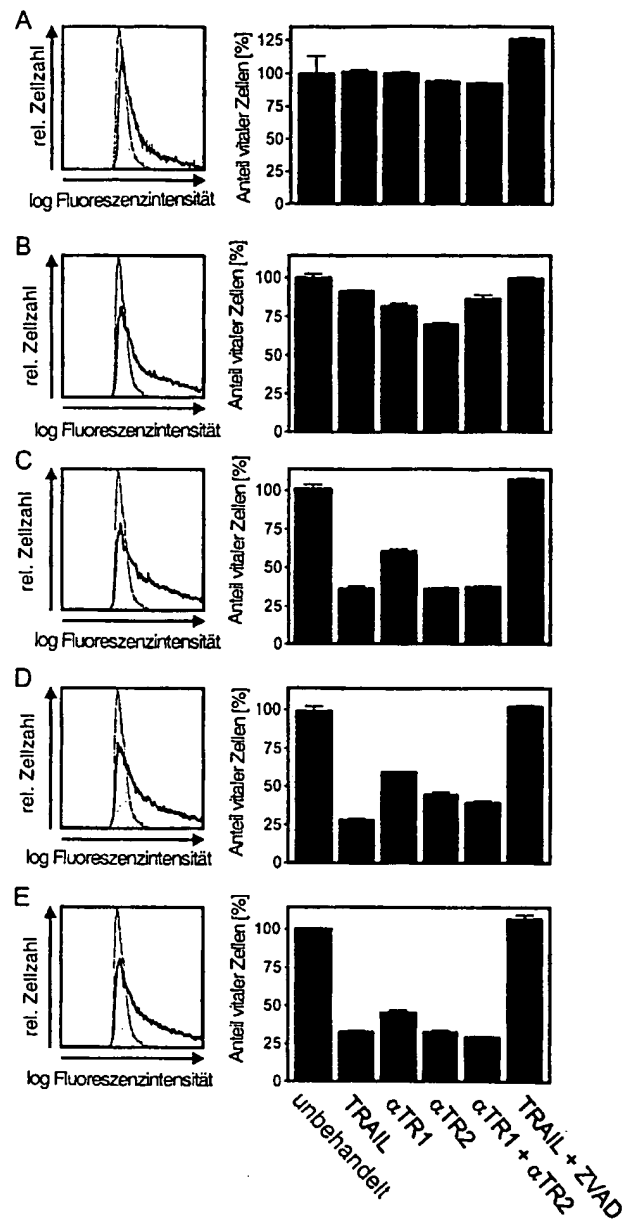 A
rel. Zellzahl
log Fluoreszenzintensität
Anteil vitaler Zellen [%]
125
100
75
50
25
0
B
rel. Zellzahl
log Fluoreszenzintensität
Anteil vitaler Zellen [%]
100
75
50
25
0
C
rel. Zellzahl
log Fluoreszenzintensität
Anteil vitaler Zellen [%]
100
75
50
25
0
D
rel. Zellzahl
log Fluoreszenzintensität
Anteil vitaler Zellen [%]
100
75
50
25
0
E
rel. Zellzahl
log Fluoreszenzintensität
Anteil vitaler Zellen [%]
100
75
50
25
0
unbehandelt
TRAIL
αTR1
αTR2
αTR1 + αTR2
TRAIL + ZVAD